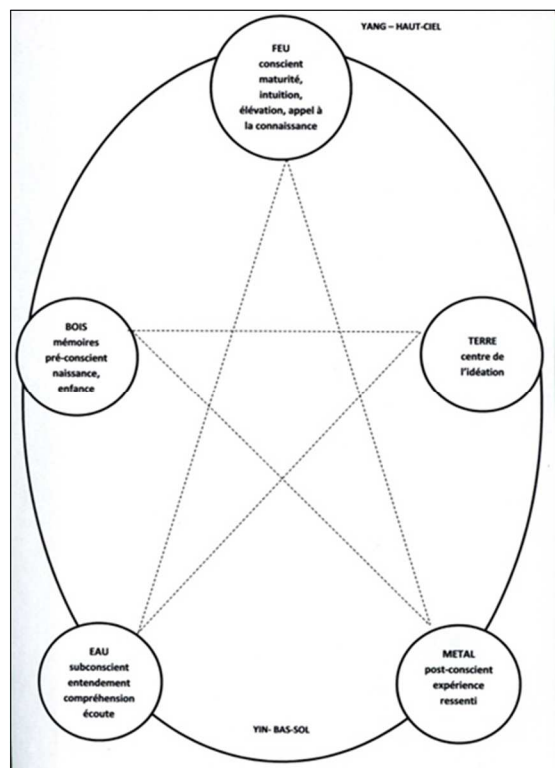 YANG – HAUT-CIEL
FEU
conscient
maturité,
intuition,
élévation, appel à
la connaissance
BOIS
mémoires
pré-conscient
naissance,
enfance
TERRE
centre de
l'idéation
EAU
subconscient
entendement
compréhension
écoute
METAL
post-conscient
expérience
ressenti
YIN- BAS-SOL